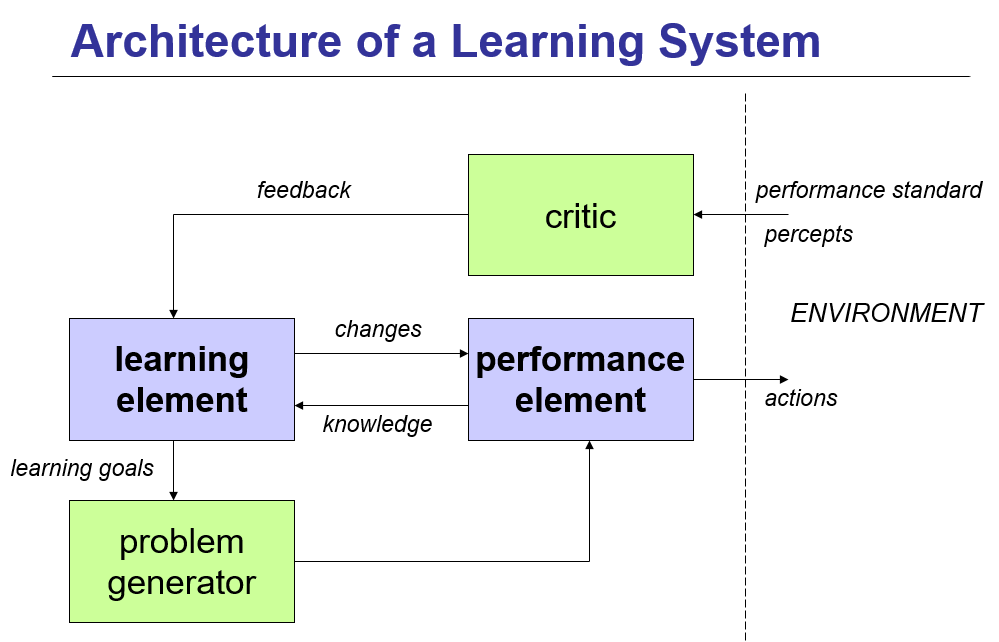 Architecture of a Learning System
feedback
critic
performance standard
percepts
ENVIRONMENT
learning
element
changes
knowledge
performance
element
actions
learning goals
problem
generator